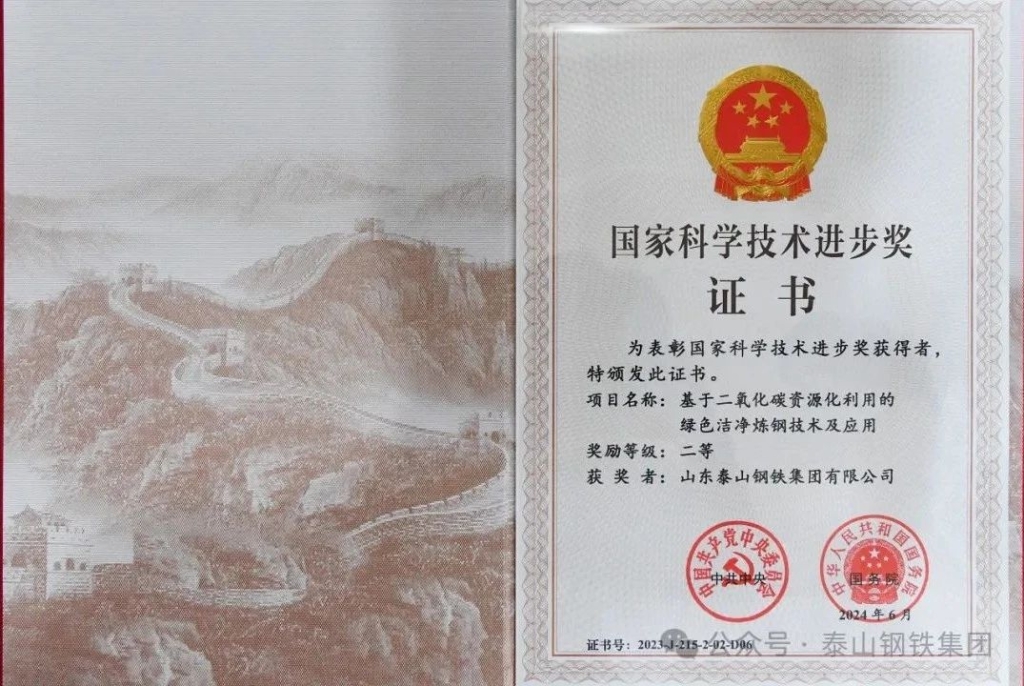 国家科学技术进步奖
证书
为表彰国家科学技术进步奖获得者，
特颁发此证书。
项目名称：基于二氧化碳资源化利用的
绿色洁净炼钢技术及应用
奖励等级：二等
获奖者：山东泰山钢铁集团有限公司
中国共产党中央委员会
中共中央
中华人民共和国国务院
国务院
2024年6月
证书号：2023-J-215-2-02-D06
公众号·泰山钢铁集团